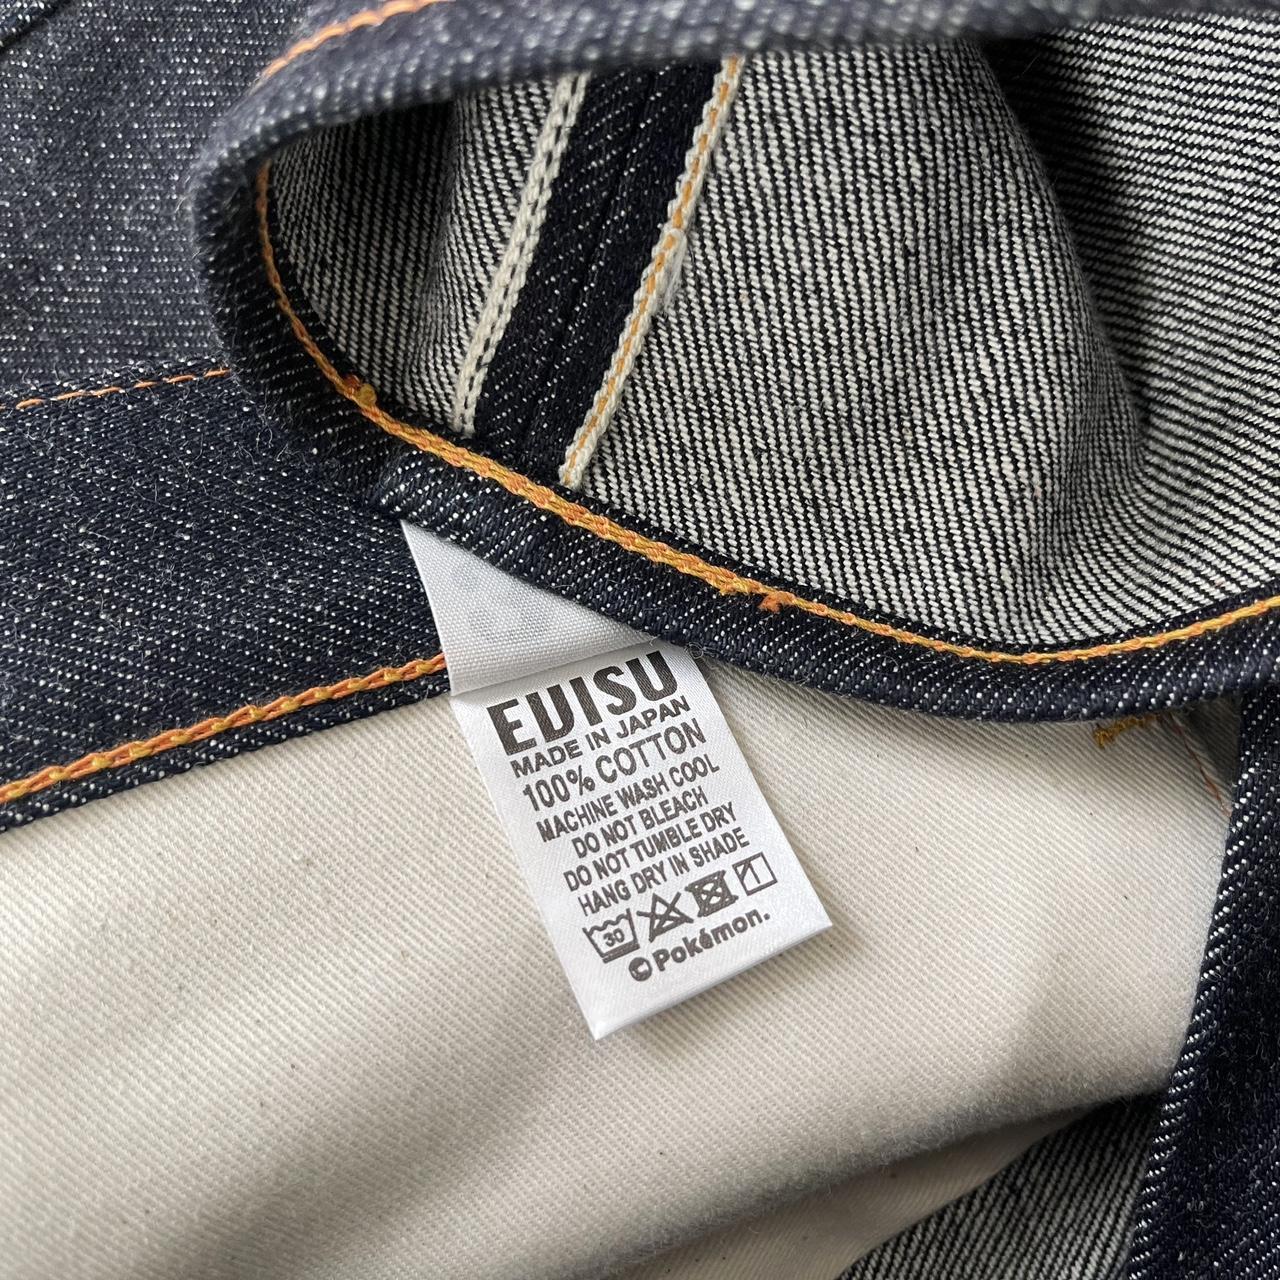 EVISU
MADE IN JAPAN
100% COTTON
MACHINE WASH COOL
DO NOT BLEACH
DO NOT TUMBLE DRY
HANG DRY IN SHADE
30
©Pokémon.